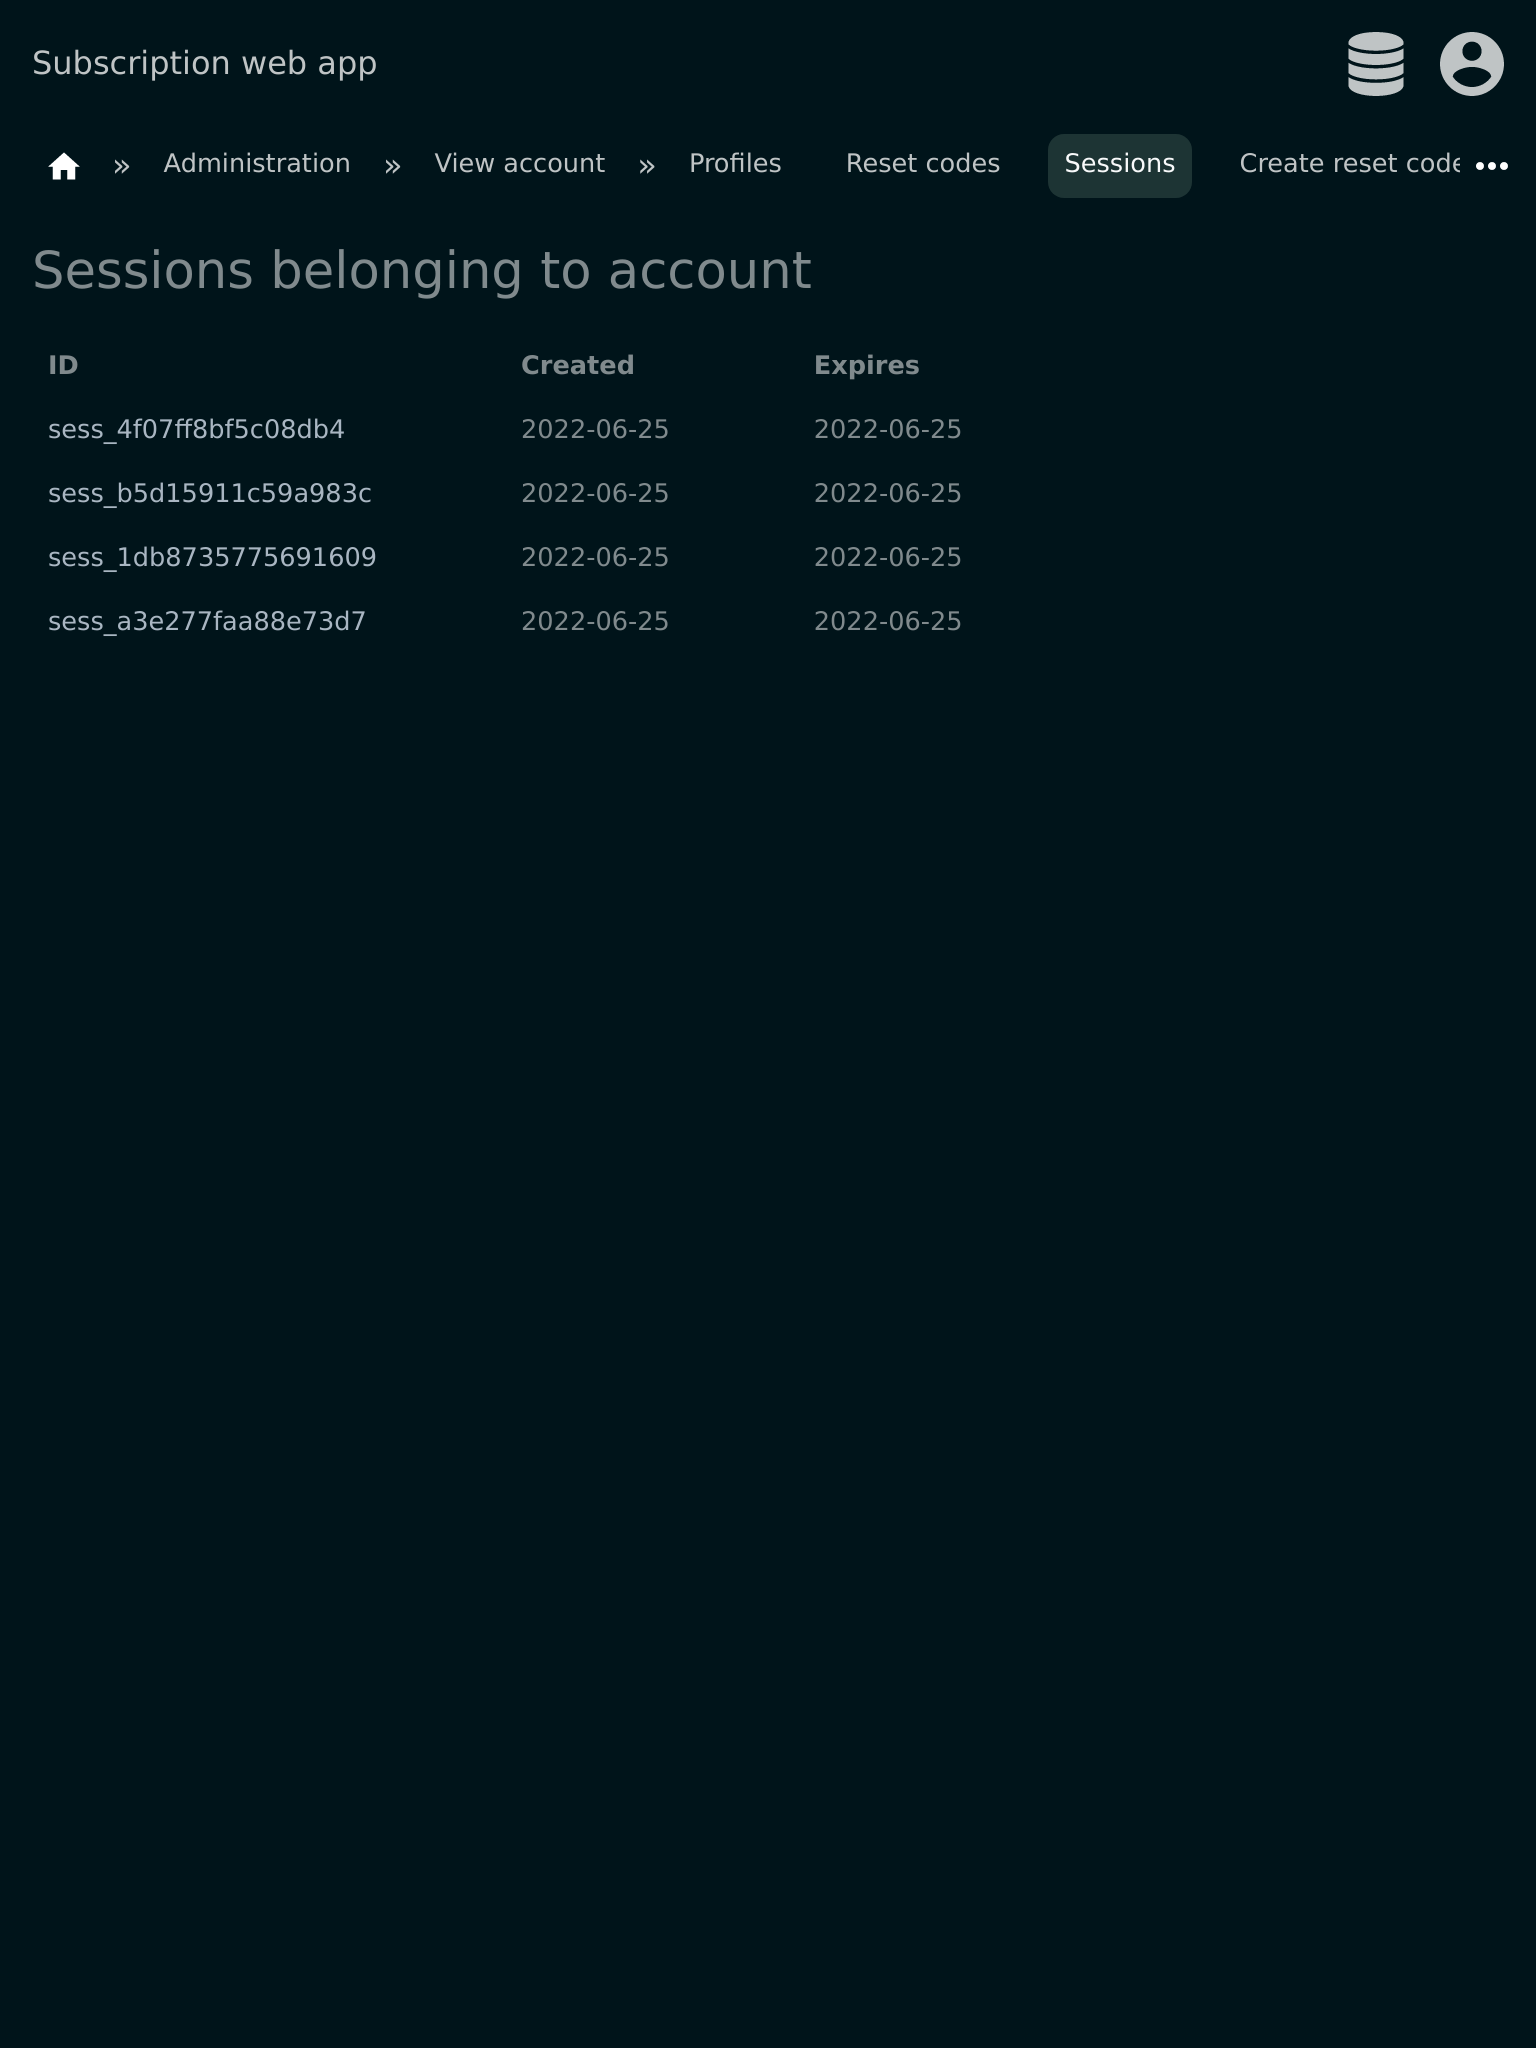 Subscription web app
» Administration » View account » Profiles Reset codes Sessions Create reset code
Sessions belonging to account
ID Created Expires
sess_4f07ff8bf5c08db4 2022-06-25 2022-06-25
sess_b5d15911c59a983c 2022-06-25 2022-06-25
sess_1db8735775691609 2022-06-25 2022-06-25
sess_a3e277faa88e73d7 2022-06-25 2022-06-25